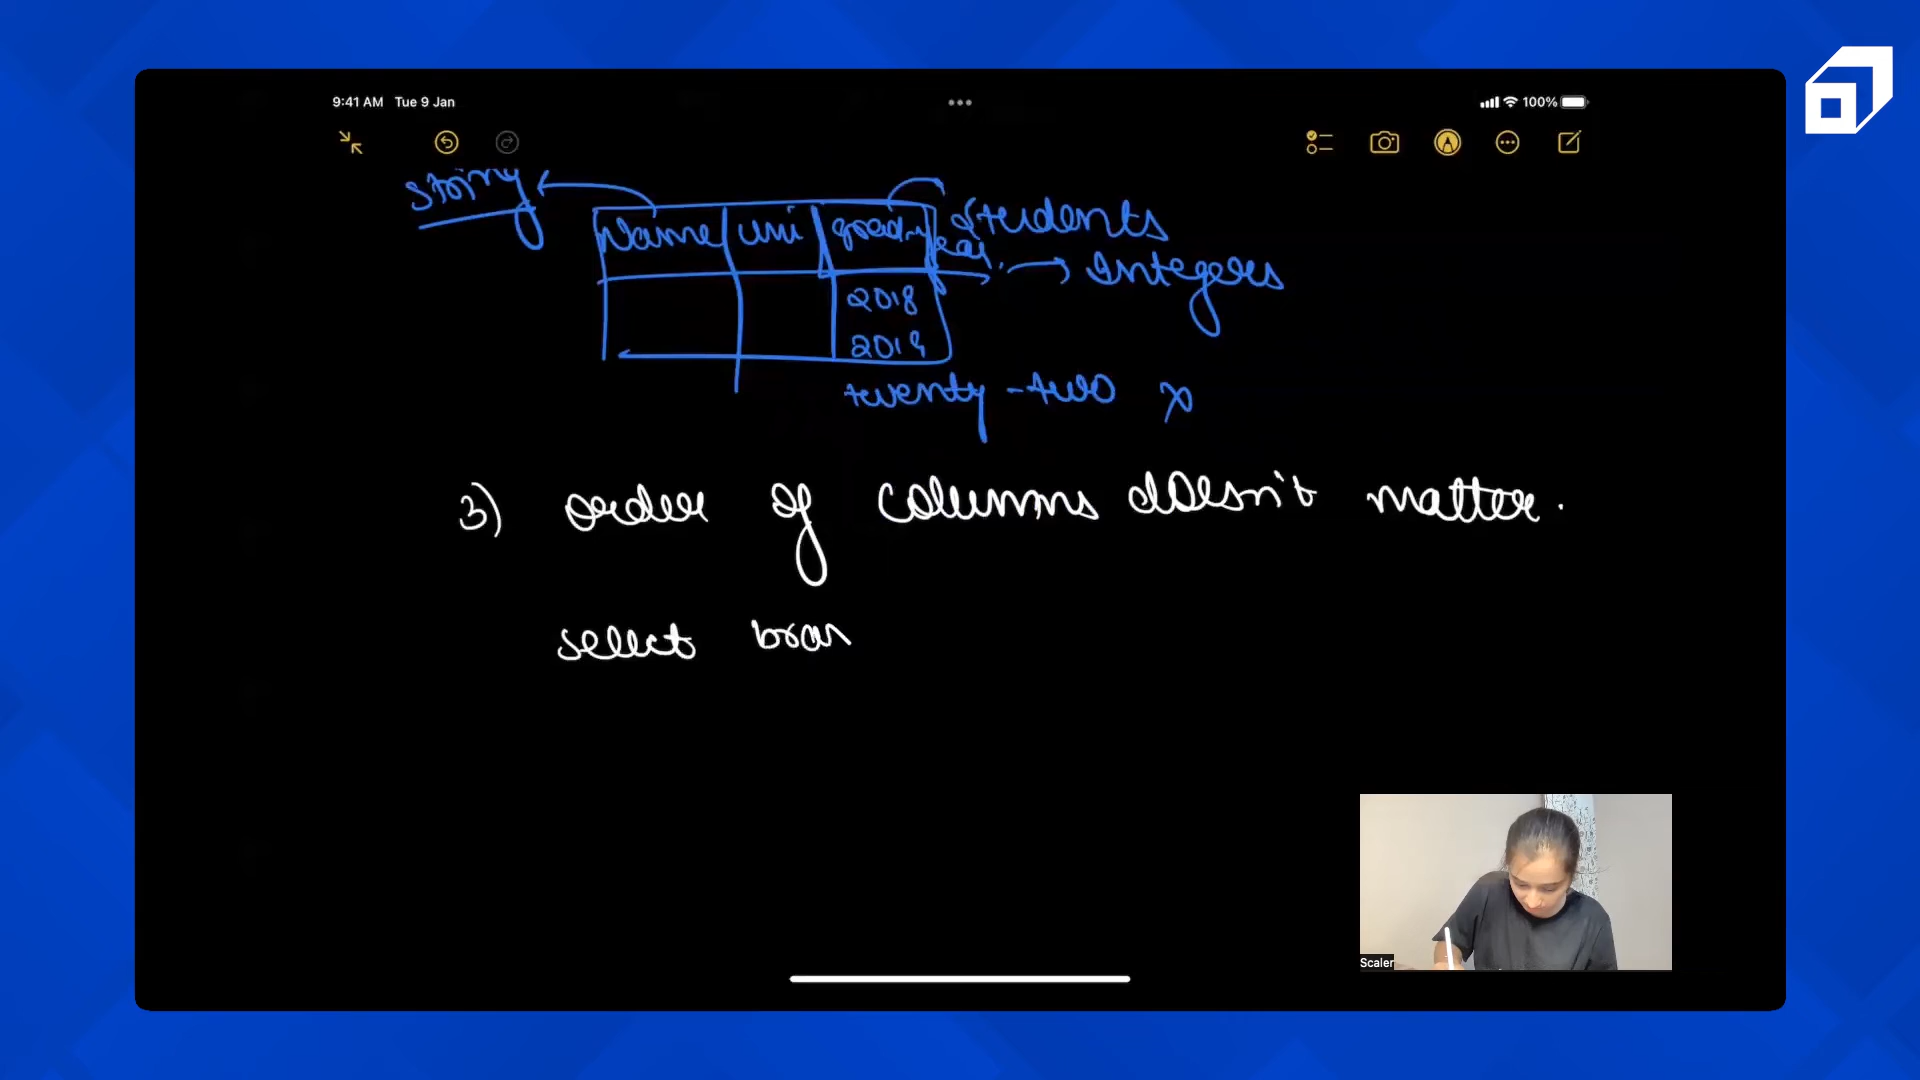 9:41 AM Tue 9 Jan
100%
String
Name uni grad-year
Students
Integers
2018
2019
twenty-two x
3) order of columns doesn't matter.
select bran
Scaler